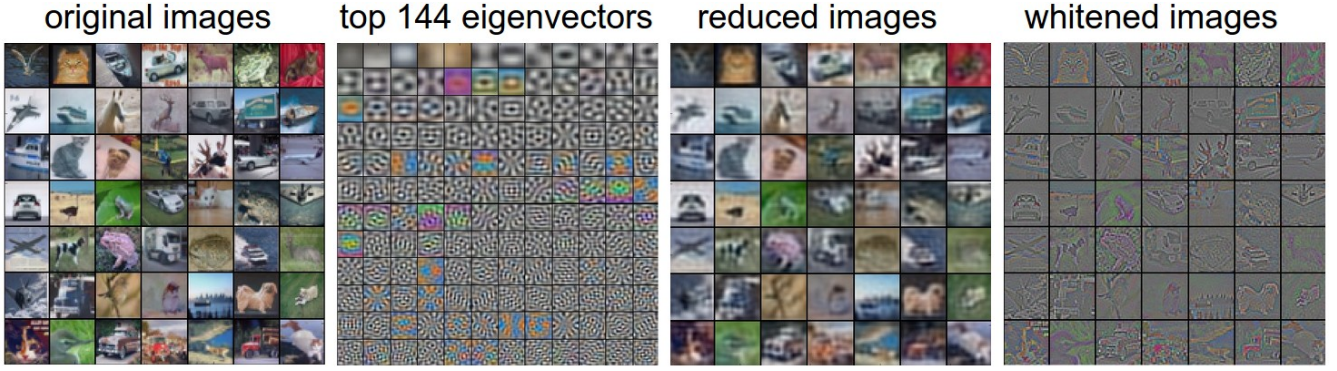 original images
top 144 eigenvectors
reduced images
whitened images